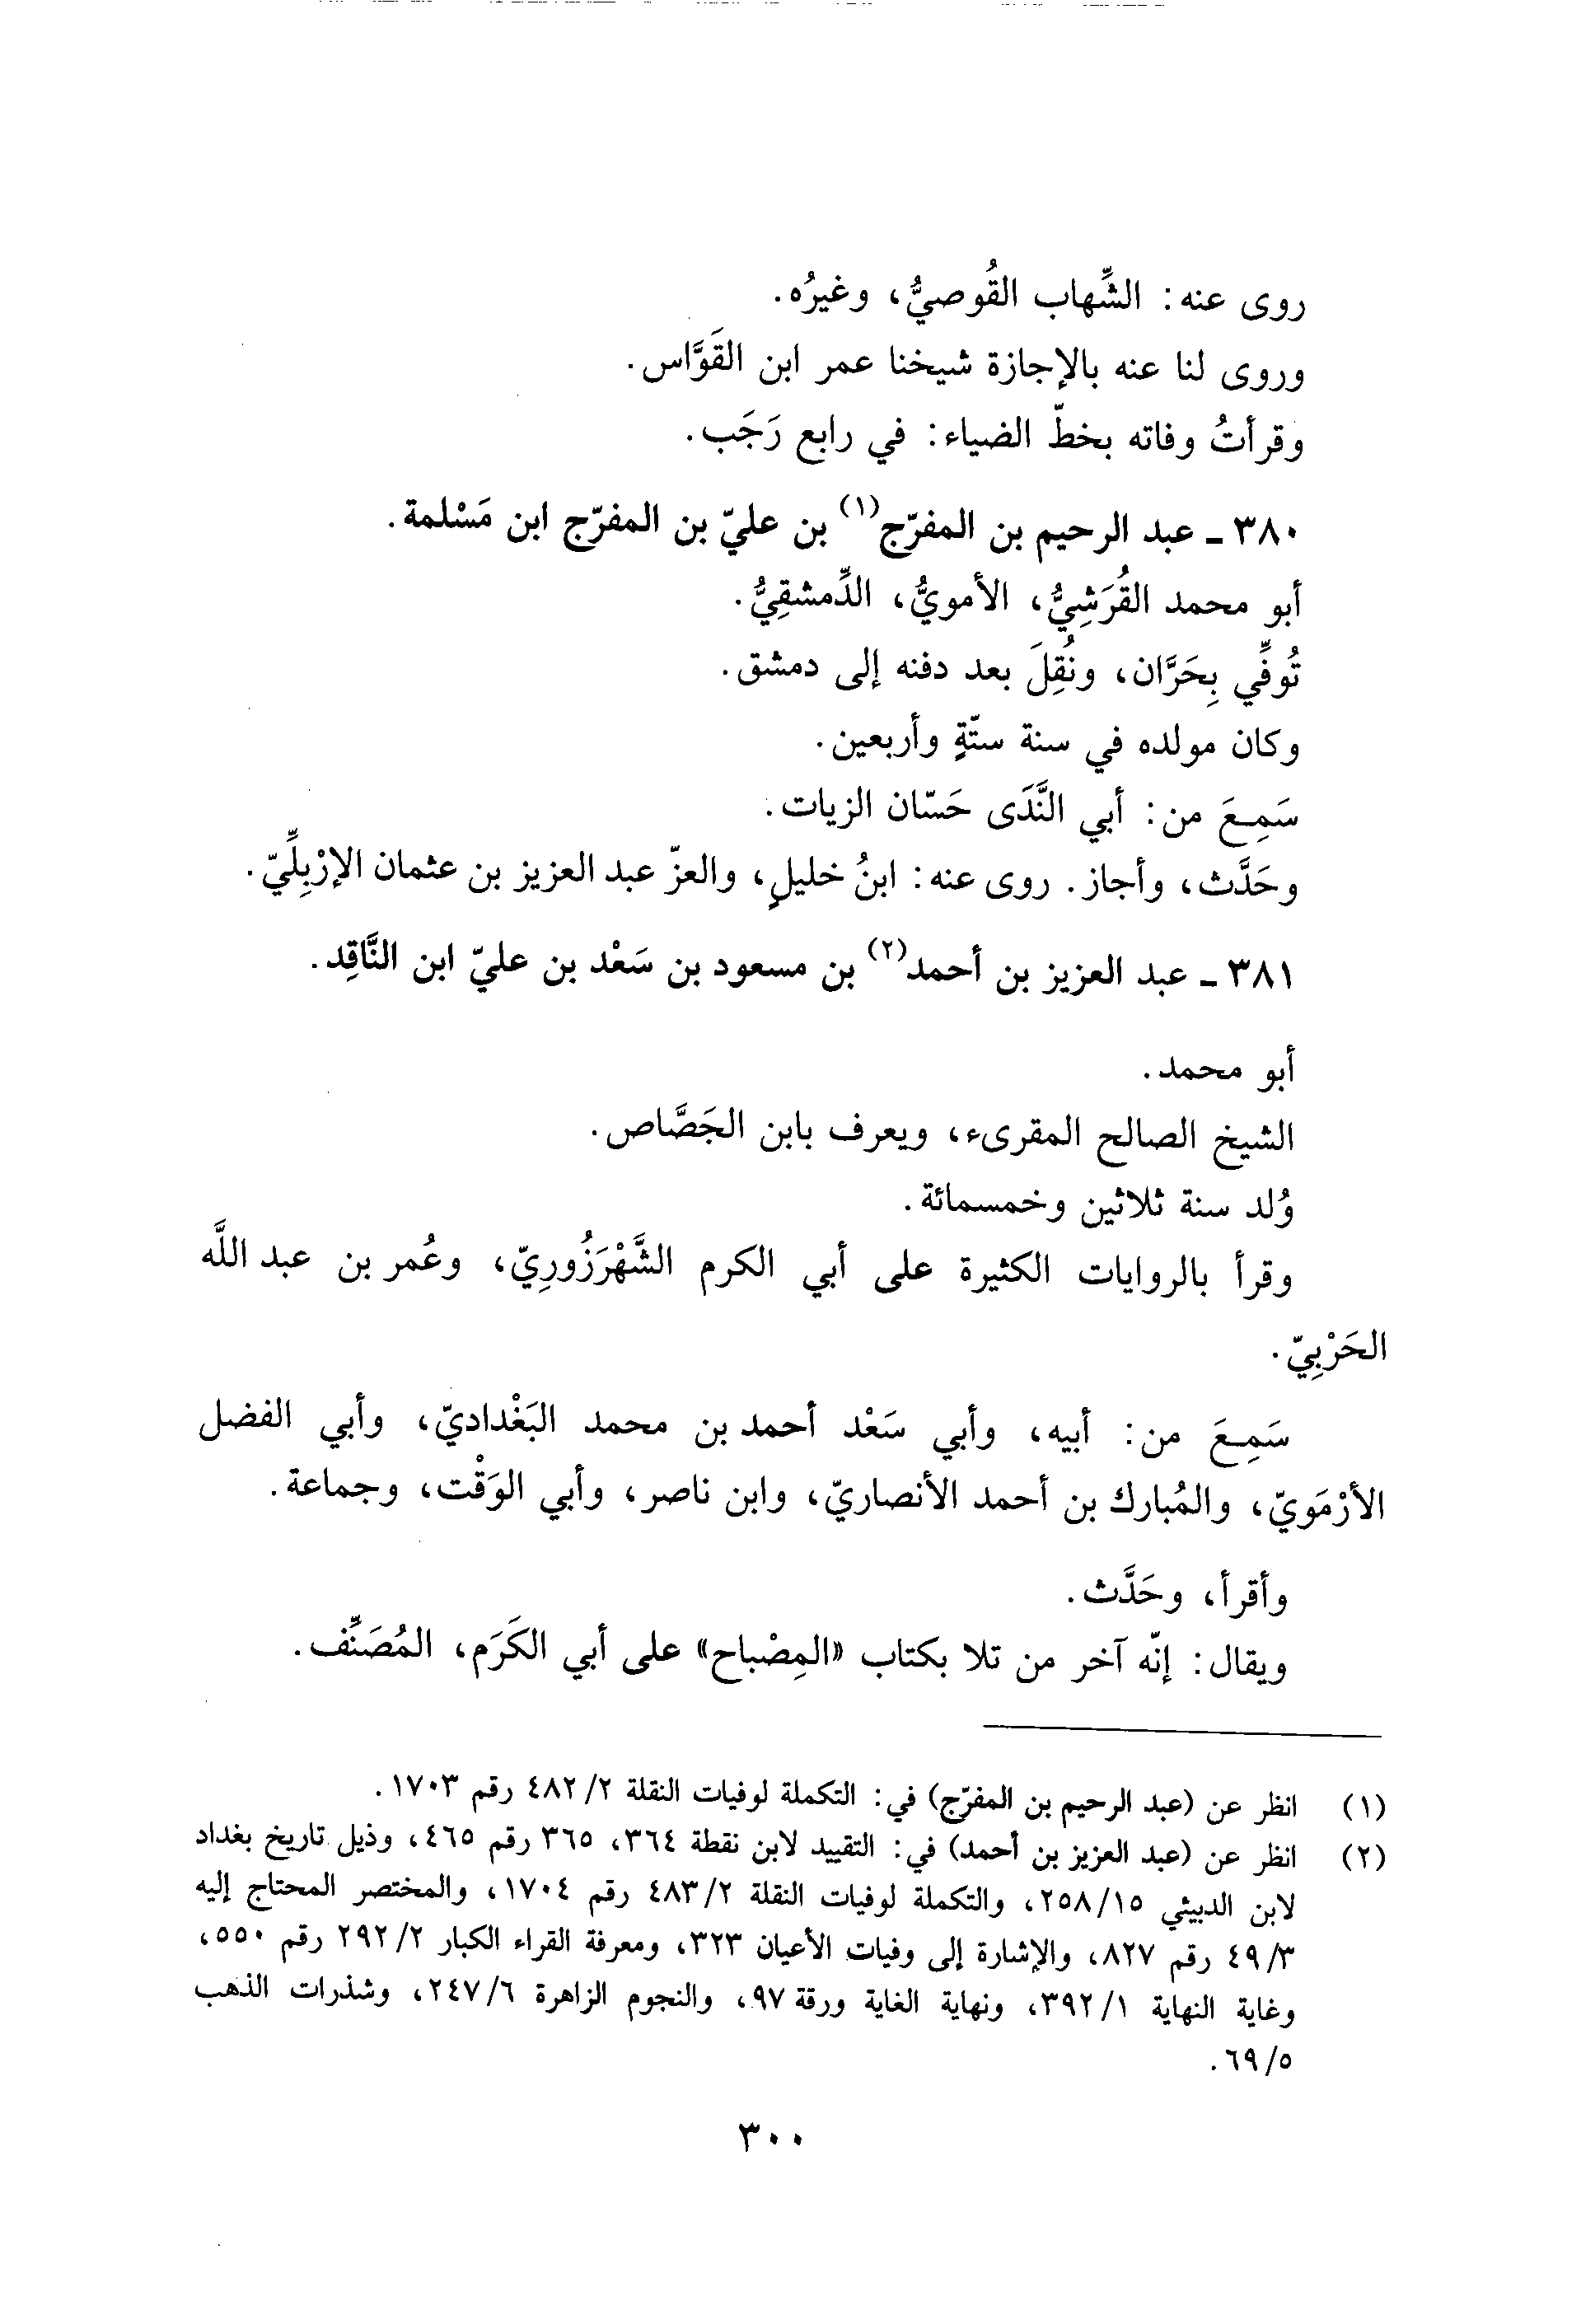 روى عنه: الشِّهاب القُوصيُّ، وغيرُه.
وروى لنا عنه بالإجازة شيخنا عمر ابن القَوَّاس.
وقرأتُ وفاته بخطّ الضياء: في رابع رَجَب.
٣٨٠ ـ عبد الرحيم بن المفرّج(١) بن عليّ بن المفرّج ابن مَسْلمة.
أبو محمد القُرَشِيُّ، الأمويُّ، الدِّمشقِيُّ.
تُوفِّي بِحَرَّان، ونُقِلَ بعد دفنه إلى دمشق.
وكان مولده في سنة ستّةٍ وأربعين.
سَمِعَ من: أبي النَّدَى حَسّان الزيات.
وحَدَّث، وأجاز. روى عنه: ابنُ خليلٍ، والعزّ عبد العزيز بن عثمان الإرْبِلِّيّ.
٣٨١ ـ عبد العزيز بن أحمد(٢) بن مسعود بن سَعْد بن عليّ ابن النَّاقِد.
أبو محمد.
الشيخ الصالح المقرىء، ويعرف بابن الجَصَّاص.
وُلد سنة ثلاثين وخمسمائة.
وقرأ بالروايات الكثيرة على أبي الكرم الشَّهْرَزُورِيّ، وعُمر بن عبد اللَّه
الحَرْبِيّ.
سَمِعَ من: أبيه، وأبي سَعْد أحمد بن محمد البَغْداديّ، وأبي الفضل
الأرْمَويّ، والمُبارك بن أحمد الأنصاريّ، وابن ناصر، وأبي الوَقْت، وجماعة.
وأقرأ، وحَدَّث.
ويقال: إنّه آخر من تلا بكتاب «المِصْباح» على أبي الكَرَم، المُصَنِّف.
(١) انظر عن (عبد الرحيم بن المفرّج) في: التكملة لوفيات النقلة ٢/ ٤٨٢ رقم ١٧٠٣.
(٢) انظر عن (عبد العزيز بن أحمد) في: التقييد لابن نقطة ٣٦٤، ٣٦٥ رقم ٤٦٥، وذيل تاريخ بغداد
لابن الدبيثي ١٥/ ٢٥٨، والتكملة لوفيات النقلة ٢/ ٤٨٣ رقم ١٧٠٤، والمختصر المحتاج إليه
٣/ ٤٩ رقم ٨٢٧، والإشارة إلى وفيات الأعيان ٣٢٣، ومعرفة القراء الكبار ٢/ ٢٩٢ رقم ٥٥٠،
وغاية النهاية ١/ ٣٩٢، ونهاية الغاية ورقة ٩٧، والنجوم الزاهرة ٦/ ٢٤٧، وشذرات الذهب
٥/ ٦٩.
٣٠٠